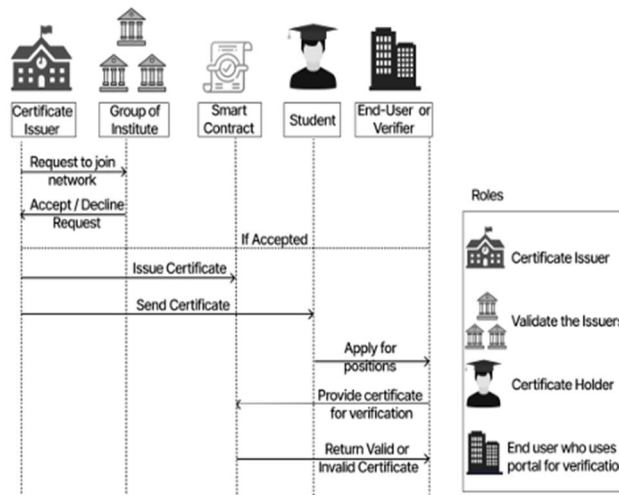 Certificate
Issuer
Group of
Institute
Smart
Contract
Student
End-User or
Verifier
Request to join
network
Accept / Decline
Request
If Accepted
Issue Certificate
Send Certificate
Apply for
positions
Provide certificate
for verification
Return Valid or
Invalid Certificate
Roles
Certificate Issuer
Validate the Issuers
Certificate Holder
End user who uses
portal for verification